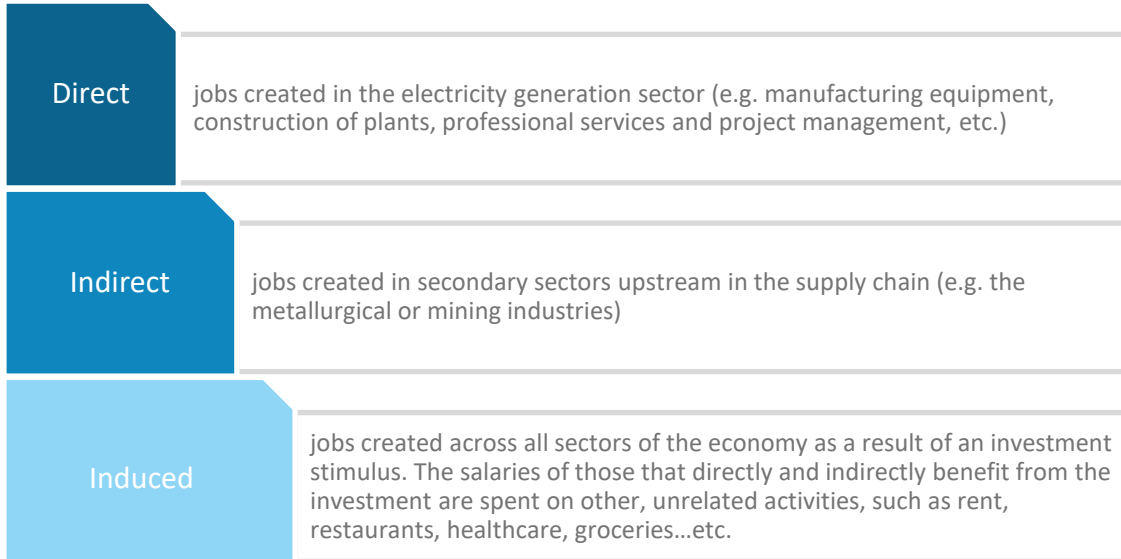 Direct
jobs created in the electricity generation sector (e.g. manufacturing equipment,
construction of plants, professional services and project management, etc.)
Indirect
jobs created in secondary sectors upstream in the supply chain (e.g. the
metallurgical or mining industries)
Induced
jobs created across all sectors of the economy as a result of an investment
stimulus. The salaries of those that directly and indirectly benefit from the
investment are spent on other, unrelated activities, such as rent,
restaurants, healthcare, groceries…etc.